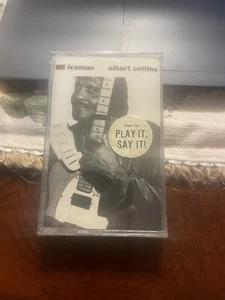 iceman albert collins
PLAY IT,
SAY IT!